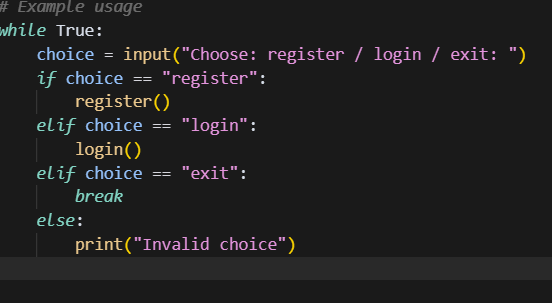 # Example usage
while True:
    choice = input("Choose: register / login / exit: ")
    if choice == "register":
        register()
    elif choice == "login":
        login()
    elif choice == "exit":
        break
    else:
        print("Invalid choice")